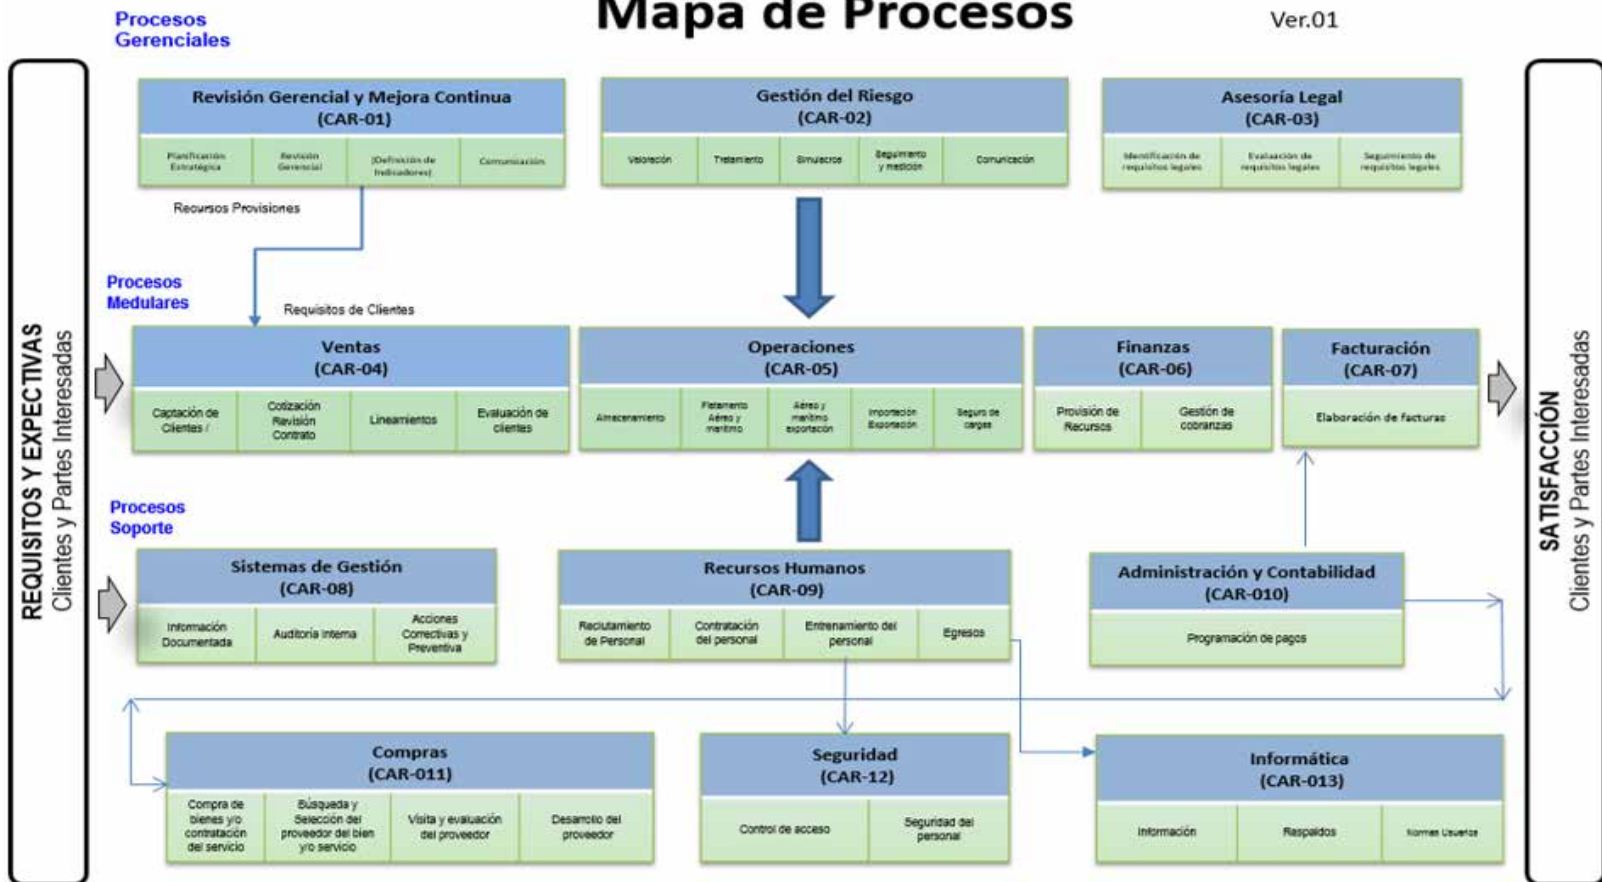 Mapa de Procesos
Ver.01
Procesos
Gerenciales
REQUISITOS Y EXPECTIVAS
Clientes y Partes Interesadas
Revisión Gerencial y Mejora Continua
(CAR-01)
Planificación
Estratégica
Revisión
Gerencial
(Definición de
Indicadores)
Comunicación
Gestión del Riesgo
(CAR-02)
Valoración
Tratamiento
Simulacros
Seguimiento
y medición
Comunicación
Asesoría Legal
(CAR-03)
Identificación de
requisitos legales
Evaluación de
requisitos legales
Seguimiento de
requisitos legales
Recursos Provisiones
Procesos
Medulares
Requisitos de Clientes
Ventas
(CAR-04)
Captación de
Clientes /
Cotización
Revisión
Contrato
Lineamientos
Evaluación de
clientes
Operaciones
(CAR-05)
Almacenamiento
Fletamento
Aéreo y
marítimo
Aéreo y
marítimo
exportación
Importación
Exportación
Seguro de
cargas
Finanzas
(CAR-06)
Provisión de
Recursos
Gestión de
cobranzas
Facturación
(CAR-07)
Elaboración de facturas
Procesos
Soporte
Sistemas de Gestión
(CAR-08)
Información
Documentada
Auditoría Interna
Acciones
Correctivas y
Preventiva
Recursos Humanos
(CAR-09)
Reclutamiento
de Personal
Contratación
del personal
Entrenamiento del
personal
Egresos
Administración y Contabilidad
(CAR-010)
Programación de pagos
Compras
(CAR-011)
Compra de
bienes y/o
contratación
del servicio
Búsqueda y
Selección del
proveedor del bien
y/o servicio
Visita y evaluación
del proveedor
Desarrollo del
proveedor
Seguridad
(CAR-12)
Control de acceso
Seguridad del
personal
Informática
(CAR-013)
Información
Respaldos
Normas Usuarios
SATISFACCIÓN
Clientes y Partes Interesadas